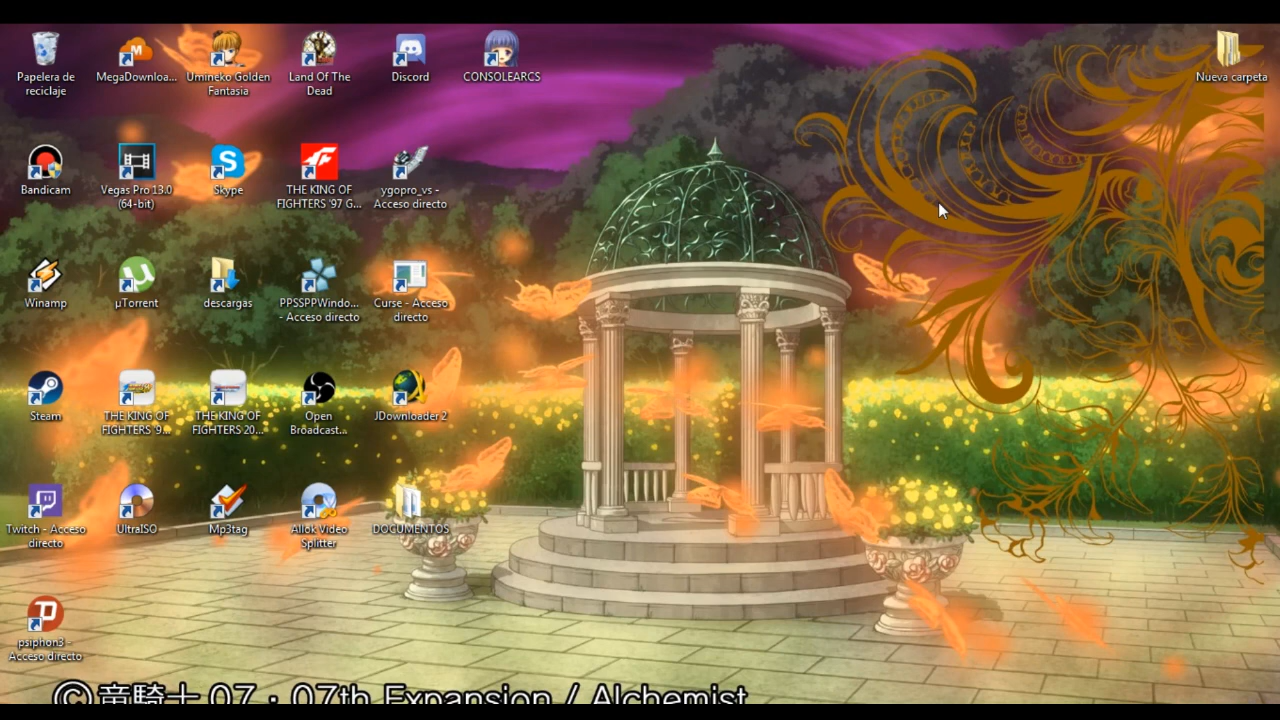 Papelera de
reciclaje
MegaDownloa...
Umineko Golden
Fantasia
Land Of The
Dead
Discord
CONSOLEARCS
Nueva carpeta
Bandicam
Vegas Pro 13.0
(64-bit)
Skype
THE KING OF
FIGHTERS '97 G...
ygopro_vs -
Acceso directo
Winamp
µTorrent
descargas
PPSSPPWindo...
- Acceso directo
Curse - Acceso
directo
Steam
THE KING OF
FIGHTERS '9...
THE KING OF
FIGHTERS 20...
Open
Broadcast...
JDownloader 2
Twitch - Acceso
directo
UltraISO
Mp3tag
Allok Video
Splitter
DOCUMENTOS
psiphon3 -
Acceso directo
©竜騎士07・07th Expansion / Alchemist